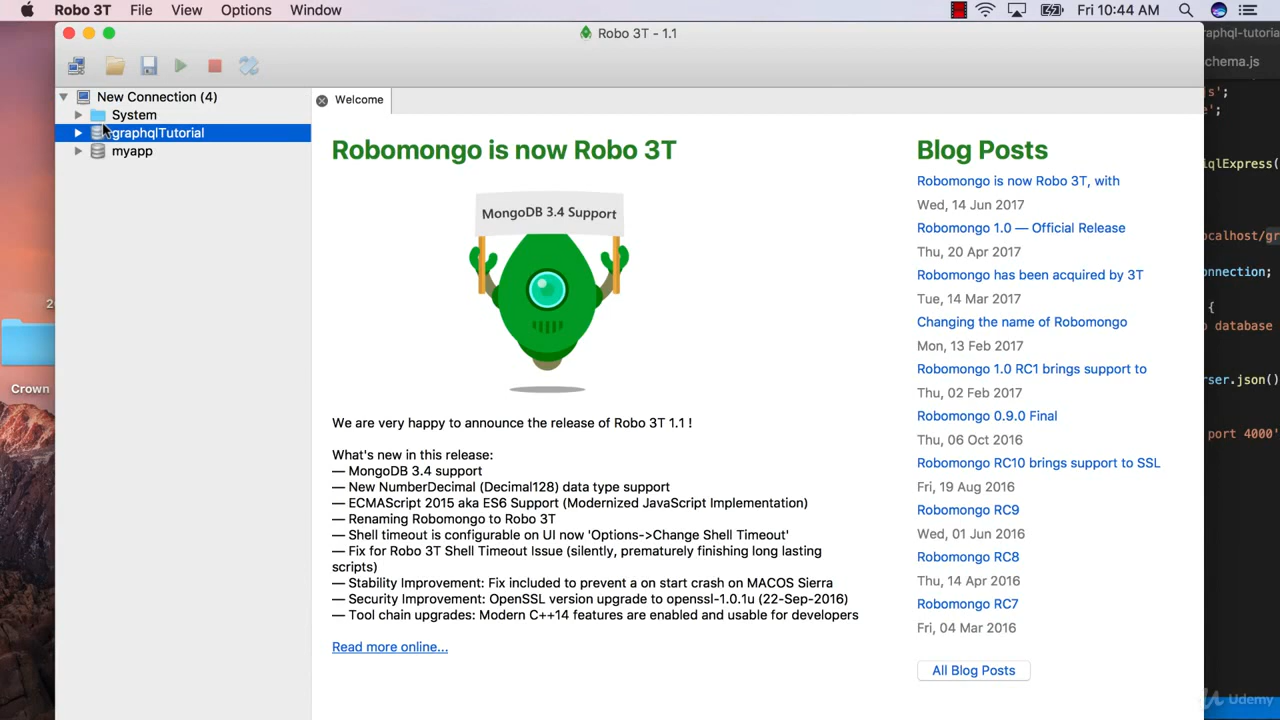 Robo 3T File View Options Window Fri 10:44 AM
Robo 3T - 1.1
raphql-tutoria
chema.js
New Connection (4)
System
graphqlTutorial
myapp
Welcome
Robomongo is now Robo 3T
MongoDB 3.4 Support
We are very happy to announce the release of Robo 3T 1.1 !
What's new in this release:
— MongoDB 3.4 support
— New NumberDecimal (Decimal128) data type support
— ECMAScript 2015 aka ES6 Support (Modernized JavaScript Implementation)
— Renaming Robomongo to Robo 3T
— Shell timeout is configurable on UI now 'Options->Change Shell Timeout'
— Fix for Robo 3T Shell Timeout Issue (silently, prematurely finishing long lasting
scripts)
— Stability Improvement: Fix included to prevent a on start crash on MACOS Sierra
— Security Improvement: OpenSSL version upgrade to openssl-1.0.1u (22-Sep-2016)
— Tool chain upgrades: Modern C++14 features are enabled and usable for developers
Read more online...
Blog Posts
Robomongo is now Robo 3T, with
Wed, 14 Jun 2017
Robomongo 1.0 — Official Release
Thu, 20 Apr 2017
Robomongo has been acquired by 3T
Tue, 14 Mar 2017
Changing the name of Robomongo
Mon, 13 Feb 2017
Robomongo 1.0 RC1 brings support to
Thu, 02 Feb 2017
Robomongo 0.9.0 Final
Thu, 06 Oct 2016
Robomongo RC10 brings support to SSL
Fri, 19 Aug 2016
Robomongo RC9
Wed, 01 Jun 2016
Robomongo RC8
Thu, 14 Apr 2016
Robomongo RC7
Fri, 04 Mar 2016
All Blog Posts
s';
e';
qlExpress(
ocalhost/gr
nnection;
{
o database
rser.json()
port 4000'
2
Crown
Udemy